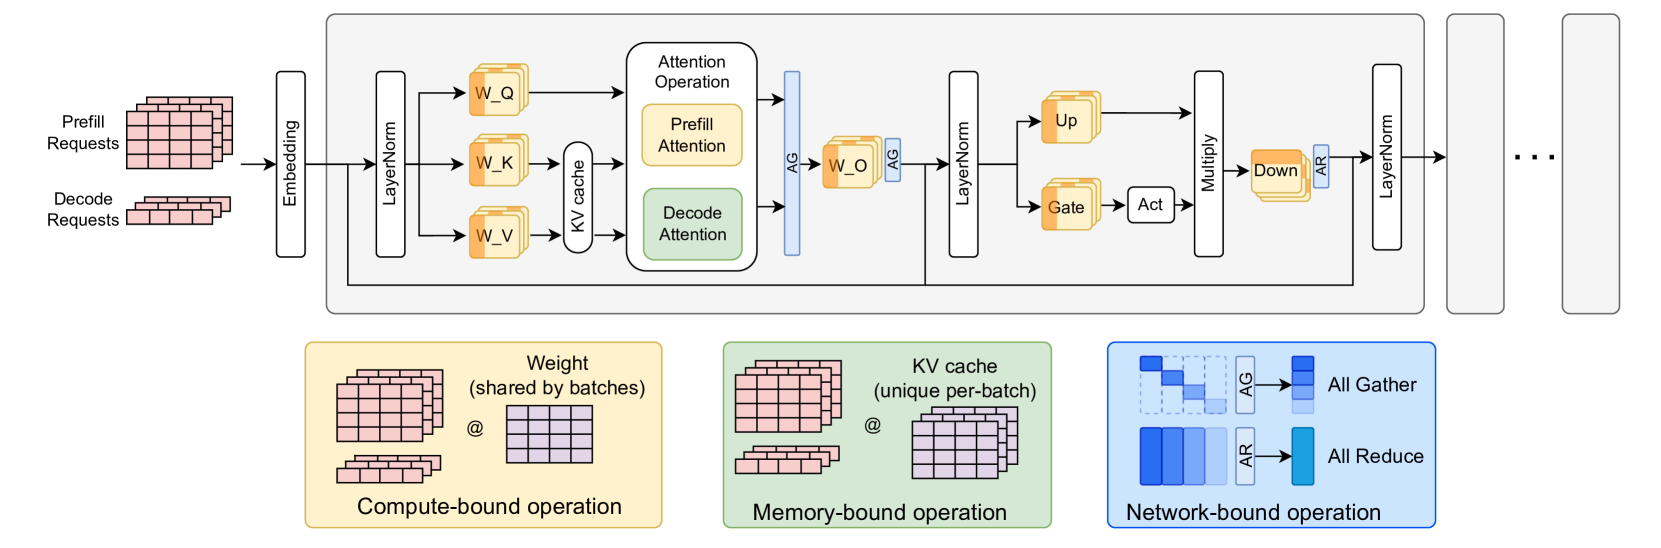 Prefill
Requests
Decode
Requests
Embedding
LayerNorm
W_Q
W_K
W_V
KV cache
Attention
Operation
Prefill
Attention
Decode
Attention
AG
W_O
AG
LayerNorm
Up
Gate
Act
Multiply
Down
AR
LayerNorm
...
Weight
(shared by batches)
@
Compute-bound operation
KV cache
(unique per-batch)
@
Memory-bound operation
AG
All Gather
AR
All Reduce
Network-bound operation